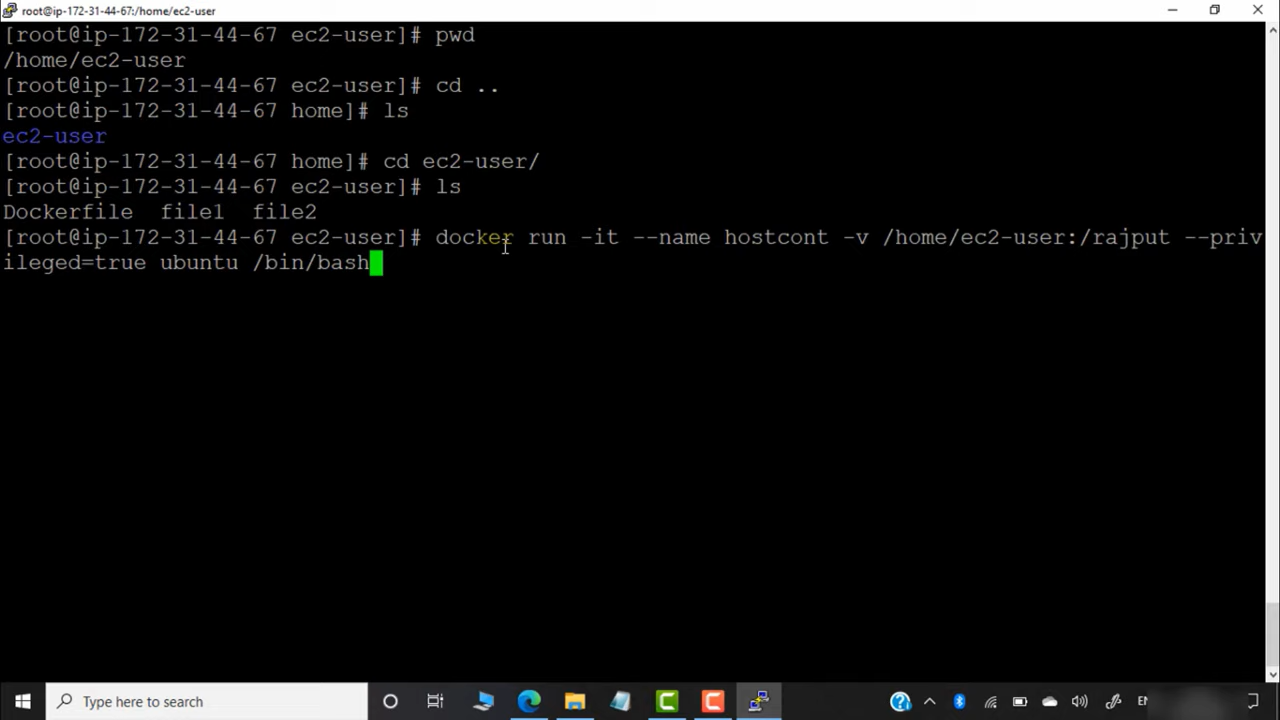 root@ip-172-31-44-67:/home/ec2-user
[root@ip-172-31-44-67 ec2-user]# pwd
/home/ec2-user
[root@ip-172-31-44-67 ec2-user]# cd ..
[root@ip-172-31-44-67 home]# ls
ec2-user
[root@ip-172-31-44-67 home]# cd ec2-user/
[root@ip-172-31-44-67 ec2-user]# ls
Dockerfile  file1  file2
[root@ip-172-31-44-67 ec2-user]# docker run -it --name hostcont -v /home/ec2-user:/rajput --priv
ileged=true ubuntu /bin/bash
Type here to search
EN